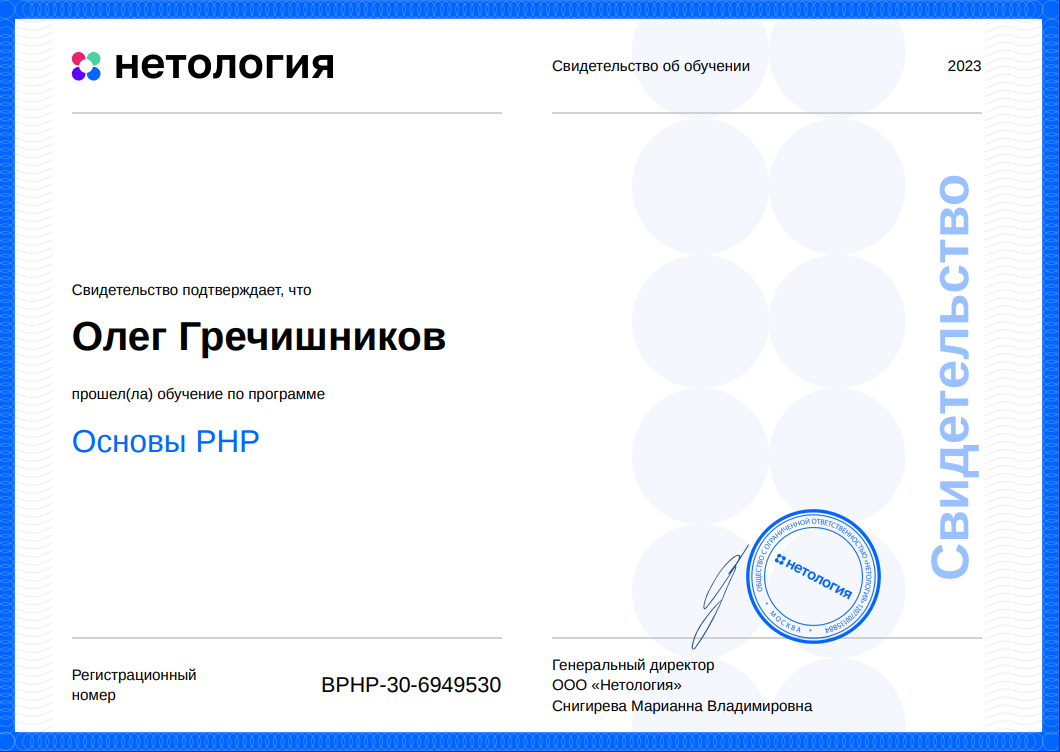 нетология
Свидетельство об обучении
2023
Свидетельство подтверждает, что
Олег Гречишников
прошел(ла) обучение по программе
Основы PHP
Свидетельство
ОБЩЕСТВО С ОГРАНИЧЕННОЙ ОТВЕТСТВЕННОСТЬЮ «НЕТОЛОГИЯ»
МОСКВА
нетология
Регистрационный
номер
BPHP-30-6949530
Генеральный директор
ООО «Нетология»
Снигирева Марианна Владимировна